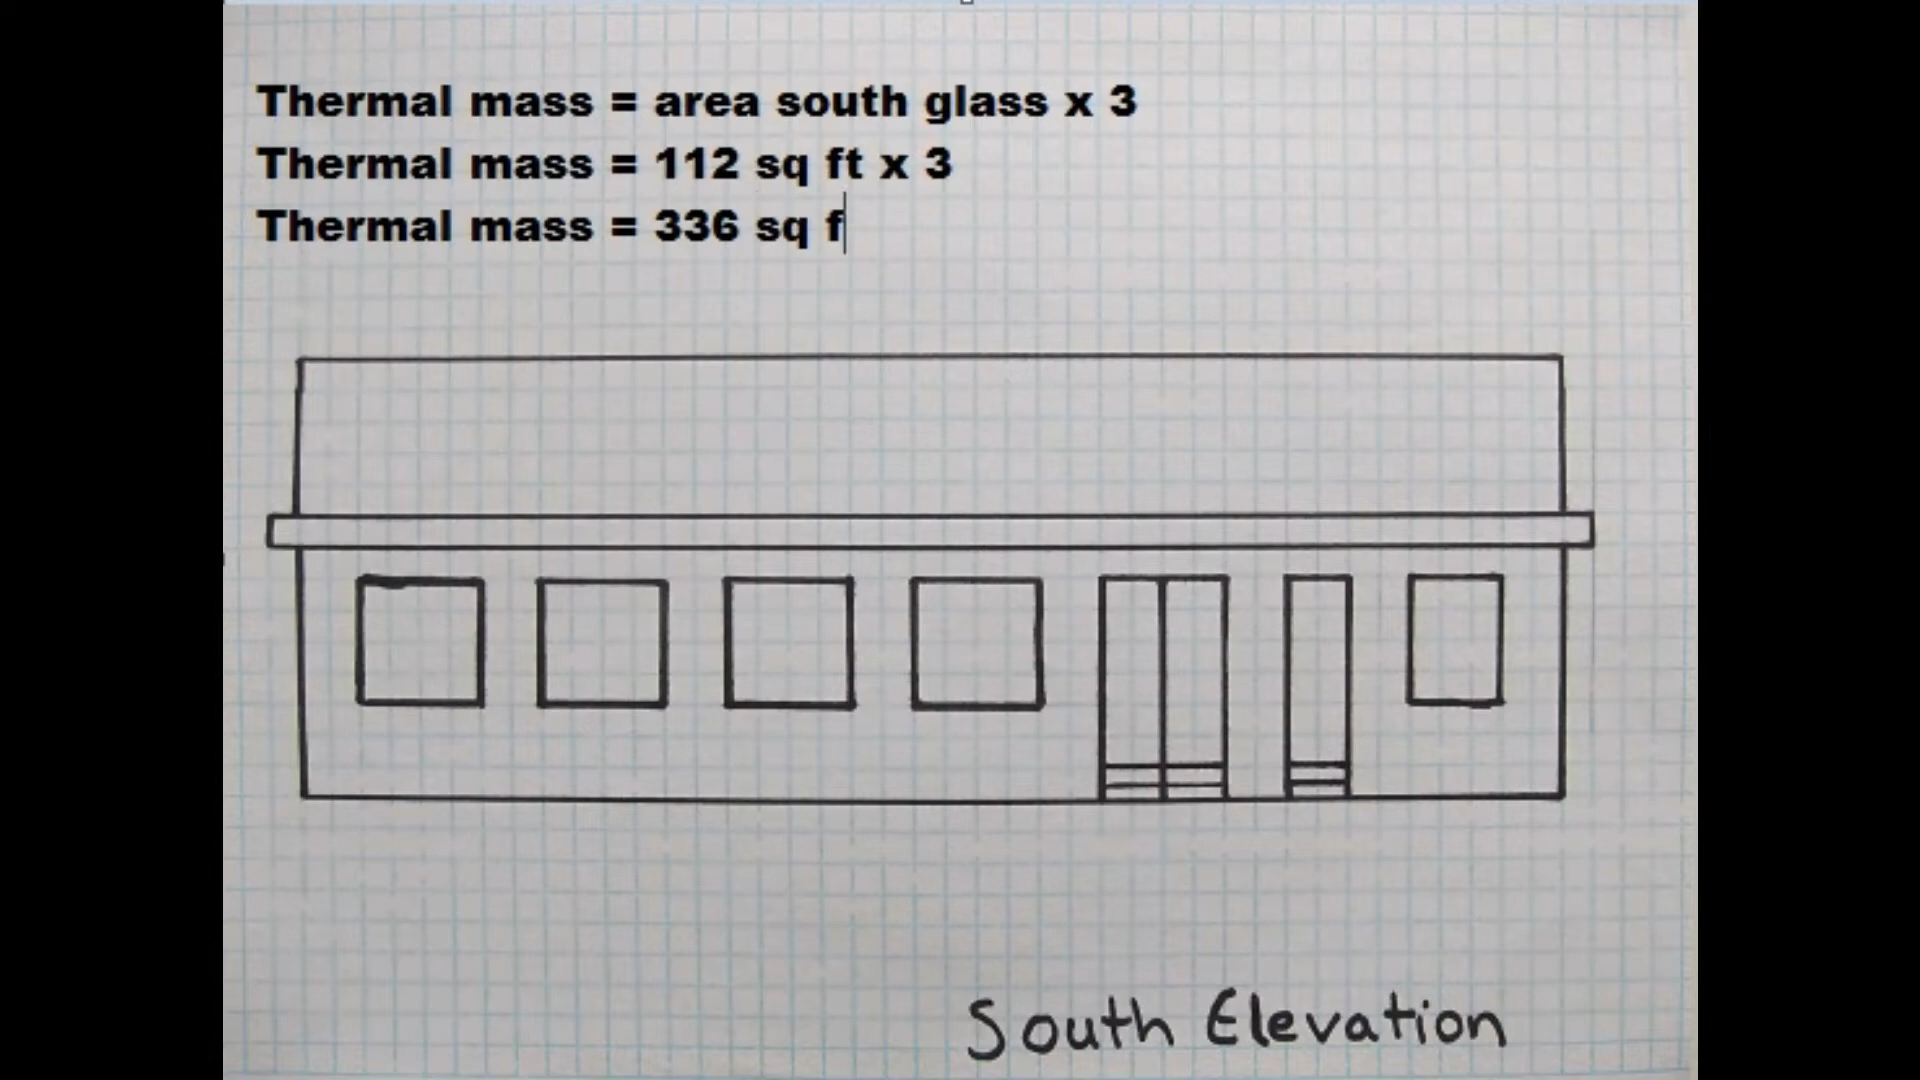 Thermal mass = area south glass x 3
Thermal mass = 112 sq ft x 3
Thermal mass = 336 sq f
South Elevation